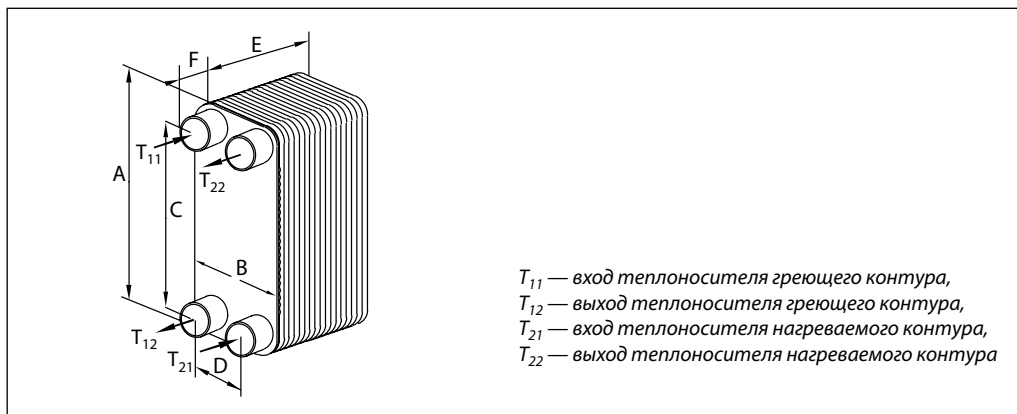 E
F
T₁₁
A
T₂₂
C
B
T₁₂
T₂₁
D
T₁₁ — вход теплоносителя греющего контура,
T₁₂ — выход теплоносителя греющего контура,
T₂₁ — вход теплоносителя нагреваемого контура,
T₂₂ — выход теплоносителя нагреваемого контура